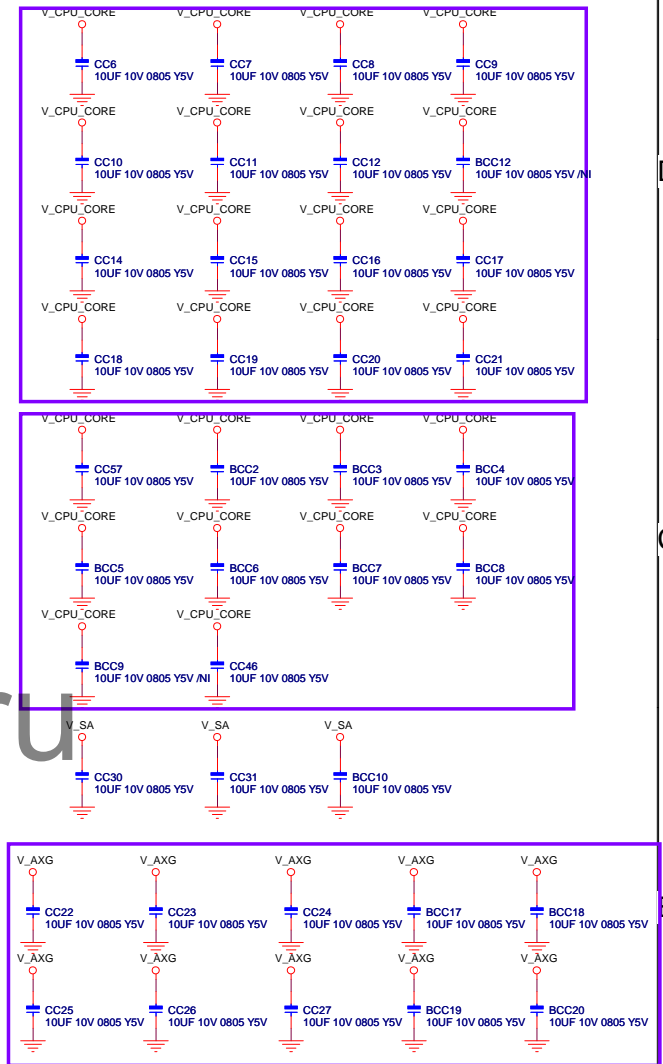 V_CPU_CORE V_CPU_CORE V_CPU_CORE V_CPU_CORE
CC6 CC7 CC8 CC9
10UF 10V 0805 Y5V 10UF 10V 0805 Y5V 10UF 10V 0805 Y5V 10UF 10V 0805 Y5V
V_CPU_CORE V_CPU_CORE V_CPU_CORE V_CPU_CORE
CC10 CC11 CC12 BCC12
10UF 10V 0805 Y5V 10UF 10V 0805 Y5V 10UF 10V 0805 Y5V 10UF 10V 0805 Y5V /NI
V_CPU_CORE V_CPU_CORE V_CPU_CORE V_CPU_CORE
CC14 CC15 CC16 CC17
10UF 10V 0805 Y5V 10UF 10V 0805 Y5V 10UF 10V 0805 Y5V 10UF 10V 0805 Y5V
V_CPU_CORE V_CPU_CORE V_CPU_CORE V_CPU_CORE
CC18 CC19 CC20 CC21
10UF 10V 0805 Y5V 10UF 10V 0805 Y5V 10UF 10V 0805 Y5V 10UF 10V 0805 Y5V
V_CPU_CORE V_CPU_CORE V_CPU_CORE V_CPU_CORE
CC57 BCC2 BCC3 BCC4
10UF 10V 0805 Y5V 10UF 10V 0805 Y5V 10UF 10V 0805 Y5V 10UF 10V 0805 Y5V
V_CPU_CORE V_CPU_CORE V_CPU_CORE V_CPU_CORE
BCC5 BCC6 BCC7 BCC8
10UF 10V 0805 Y5V 10UF 10V 0805 Y5V 10UF 10V 0805 Y5V 10UF 10V 0805 Y5V
V_CPU_CORE V_CPU_CORE
BCC9 CC46
10UF 10V 0805 Y5V /NI 10UF 10V 0805 Y5V
ru
V_SA V_SA V_SA
CC30 CC31 BCC10
10UF 10V 0805 Y5V 10UF 10V 0805 Y5V 10UF 10V 0805 Y5V
V_AXG V_AXG V_AXG V_AXG V_AXG
CC22 CC23 CC24 BCC17 BCC18
10UF 10V 0805 Y5V 10UF 10V 0805 Y5V 10UF 10V 0805 Y5V 10UF 10V 0805 Y5V 10UF 10V 0805 Y5V
V_AXG V_AXG V_AXG V_AXG V_AXG
CC25 CC26 CC27 BCC19 BCC20
10UF 10V 0805 Y5V 10UF 10V 0805 Y5V 10UF 10V 0805 Y5V 10UF 10V 0805 Y5V 10UF 10V 0805 Y5V